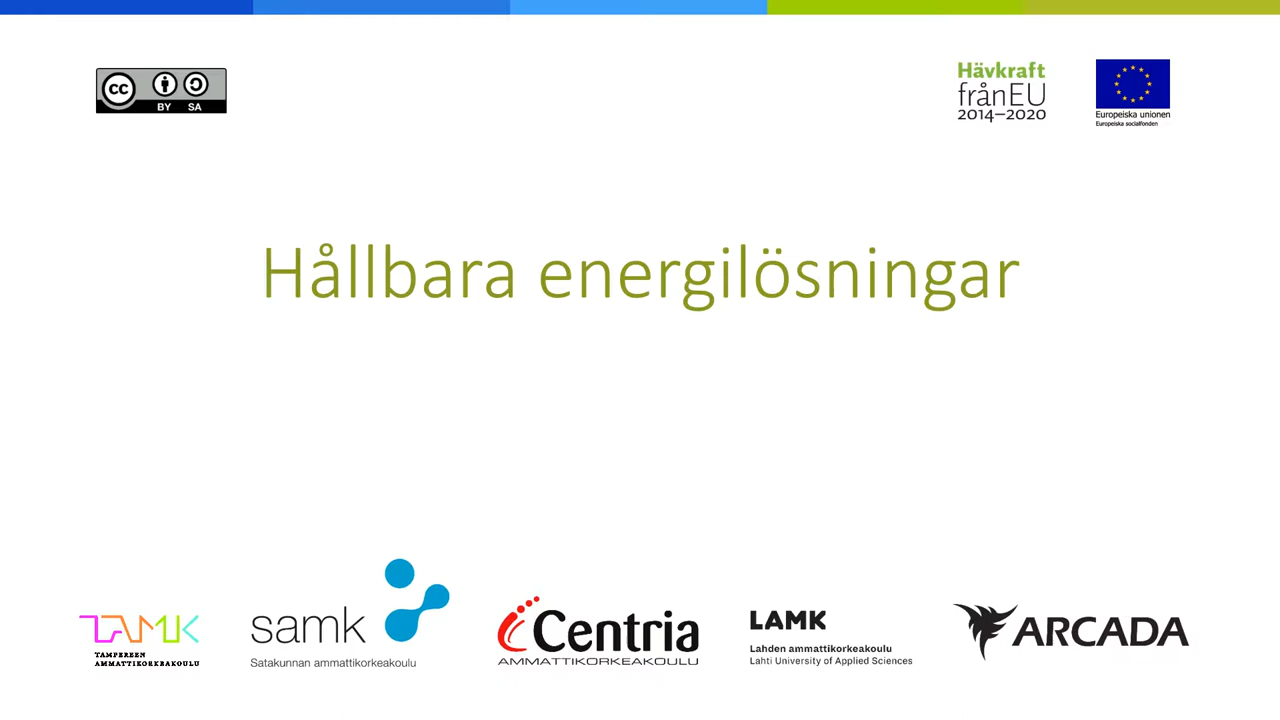 cc BY SA
Hävkraft
frånEU
2014–2020
Europeiska unionen
Europeiska socialfonden
Hållbara energilösningar
TAMK
TAMPEREEN
AMMATTIKORKEAKOULU
samk
Satakunnan ammattikorkeakoulu
Centria
AMMATTIKORKEAKOULU
LAMK
Lahden ammattikorkeakoulu
Lahti University of Applied Sciences
ARCADA